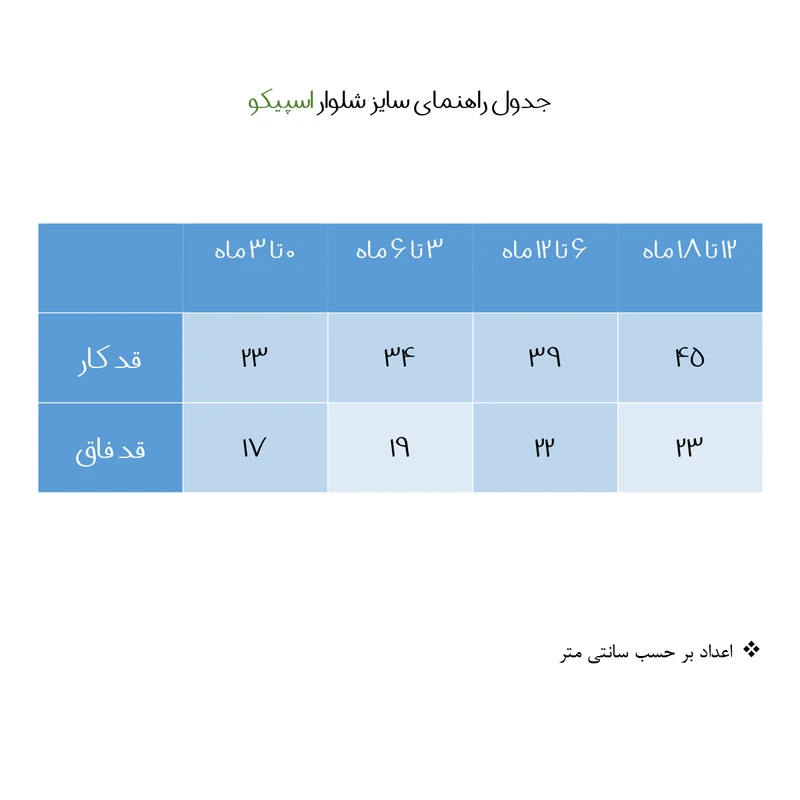 جدول راهنمای سایز شلوار اسپیکو
۱۲ تا ۱۸ ماه ۶ تا ۱۲ ماه ۳ تا ۶ ماه ۰ تا ۳ ماه
۴۵ ۳۹ ۳۴ ۲۳ قد کار
۲۳ ۲۲ ۱۹ ۱۷ قد فاق
❖ اعداد بر حسب سانتی متر